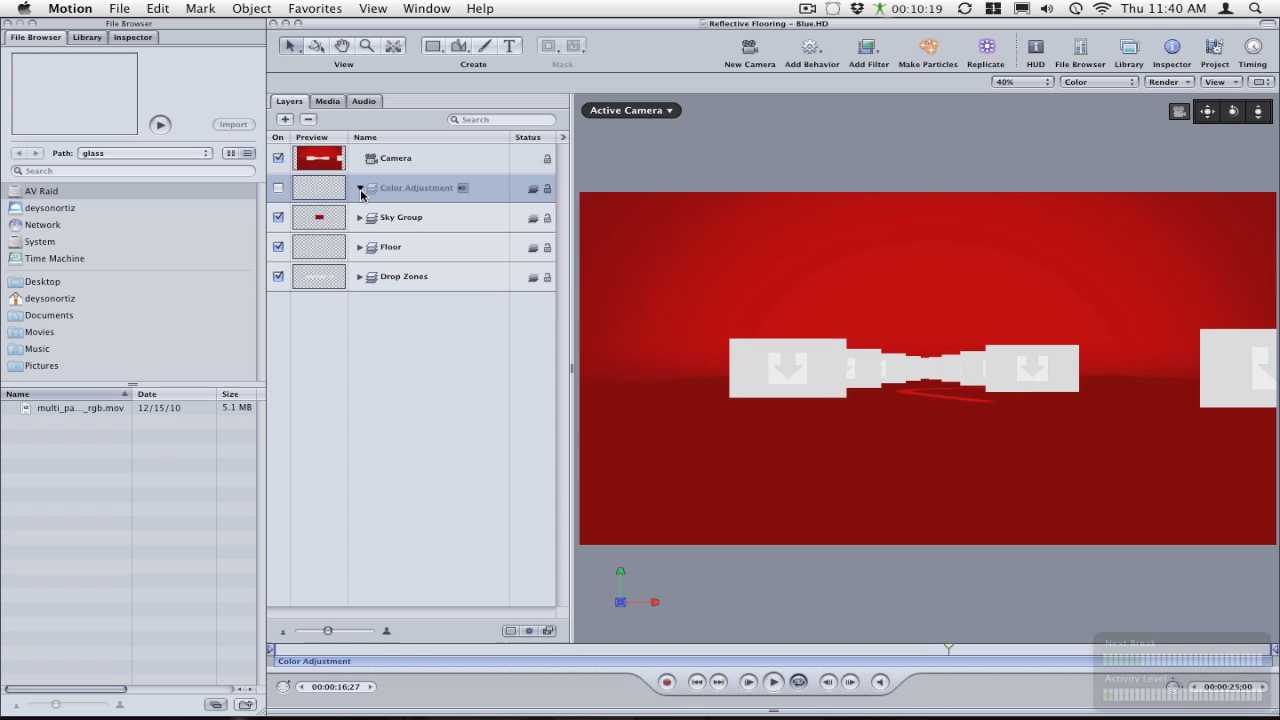 Motion File Edit Mark Object Favorites View Window Help 00:10:19 Thu 11:40 AM
File Browser
Reflective Flooring – Blue.HD
File Browser Library Inspector
Import
Path: glass
Search
AV Raid
deysonortiz
Network
System
Time Machine
Desktop
deysonortiz
Documents
Movies
Music
Pictures
Name Date Size
multi_pa..._rgb.mov 12/15/10 5.1 MB
View Create Mask
New Camera Add Behavior Add Filter Make Particles Replicate HUD File Browser Library Inspector Project Timing
40% Color Render View
Layers Media Audio
Search
On Preview Name Status
Camera
Color Adjustment
Sky Group
Floor
Drop Zones
Active Camera
Color Adjustment
00:00:16;27
Next Break
Activity Level
00:00:25;00